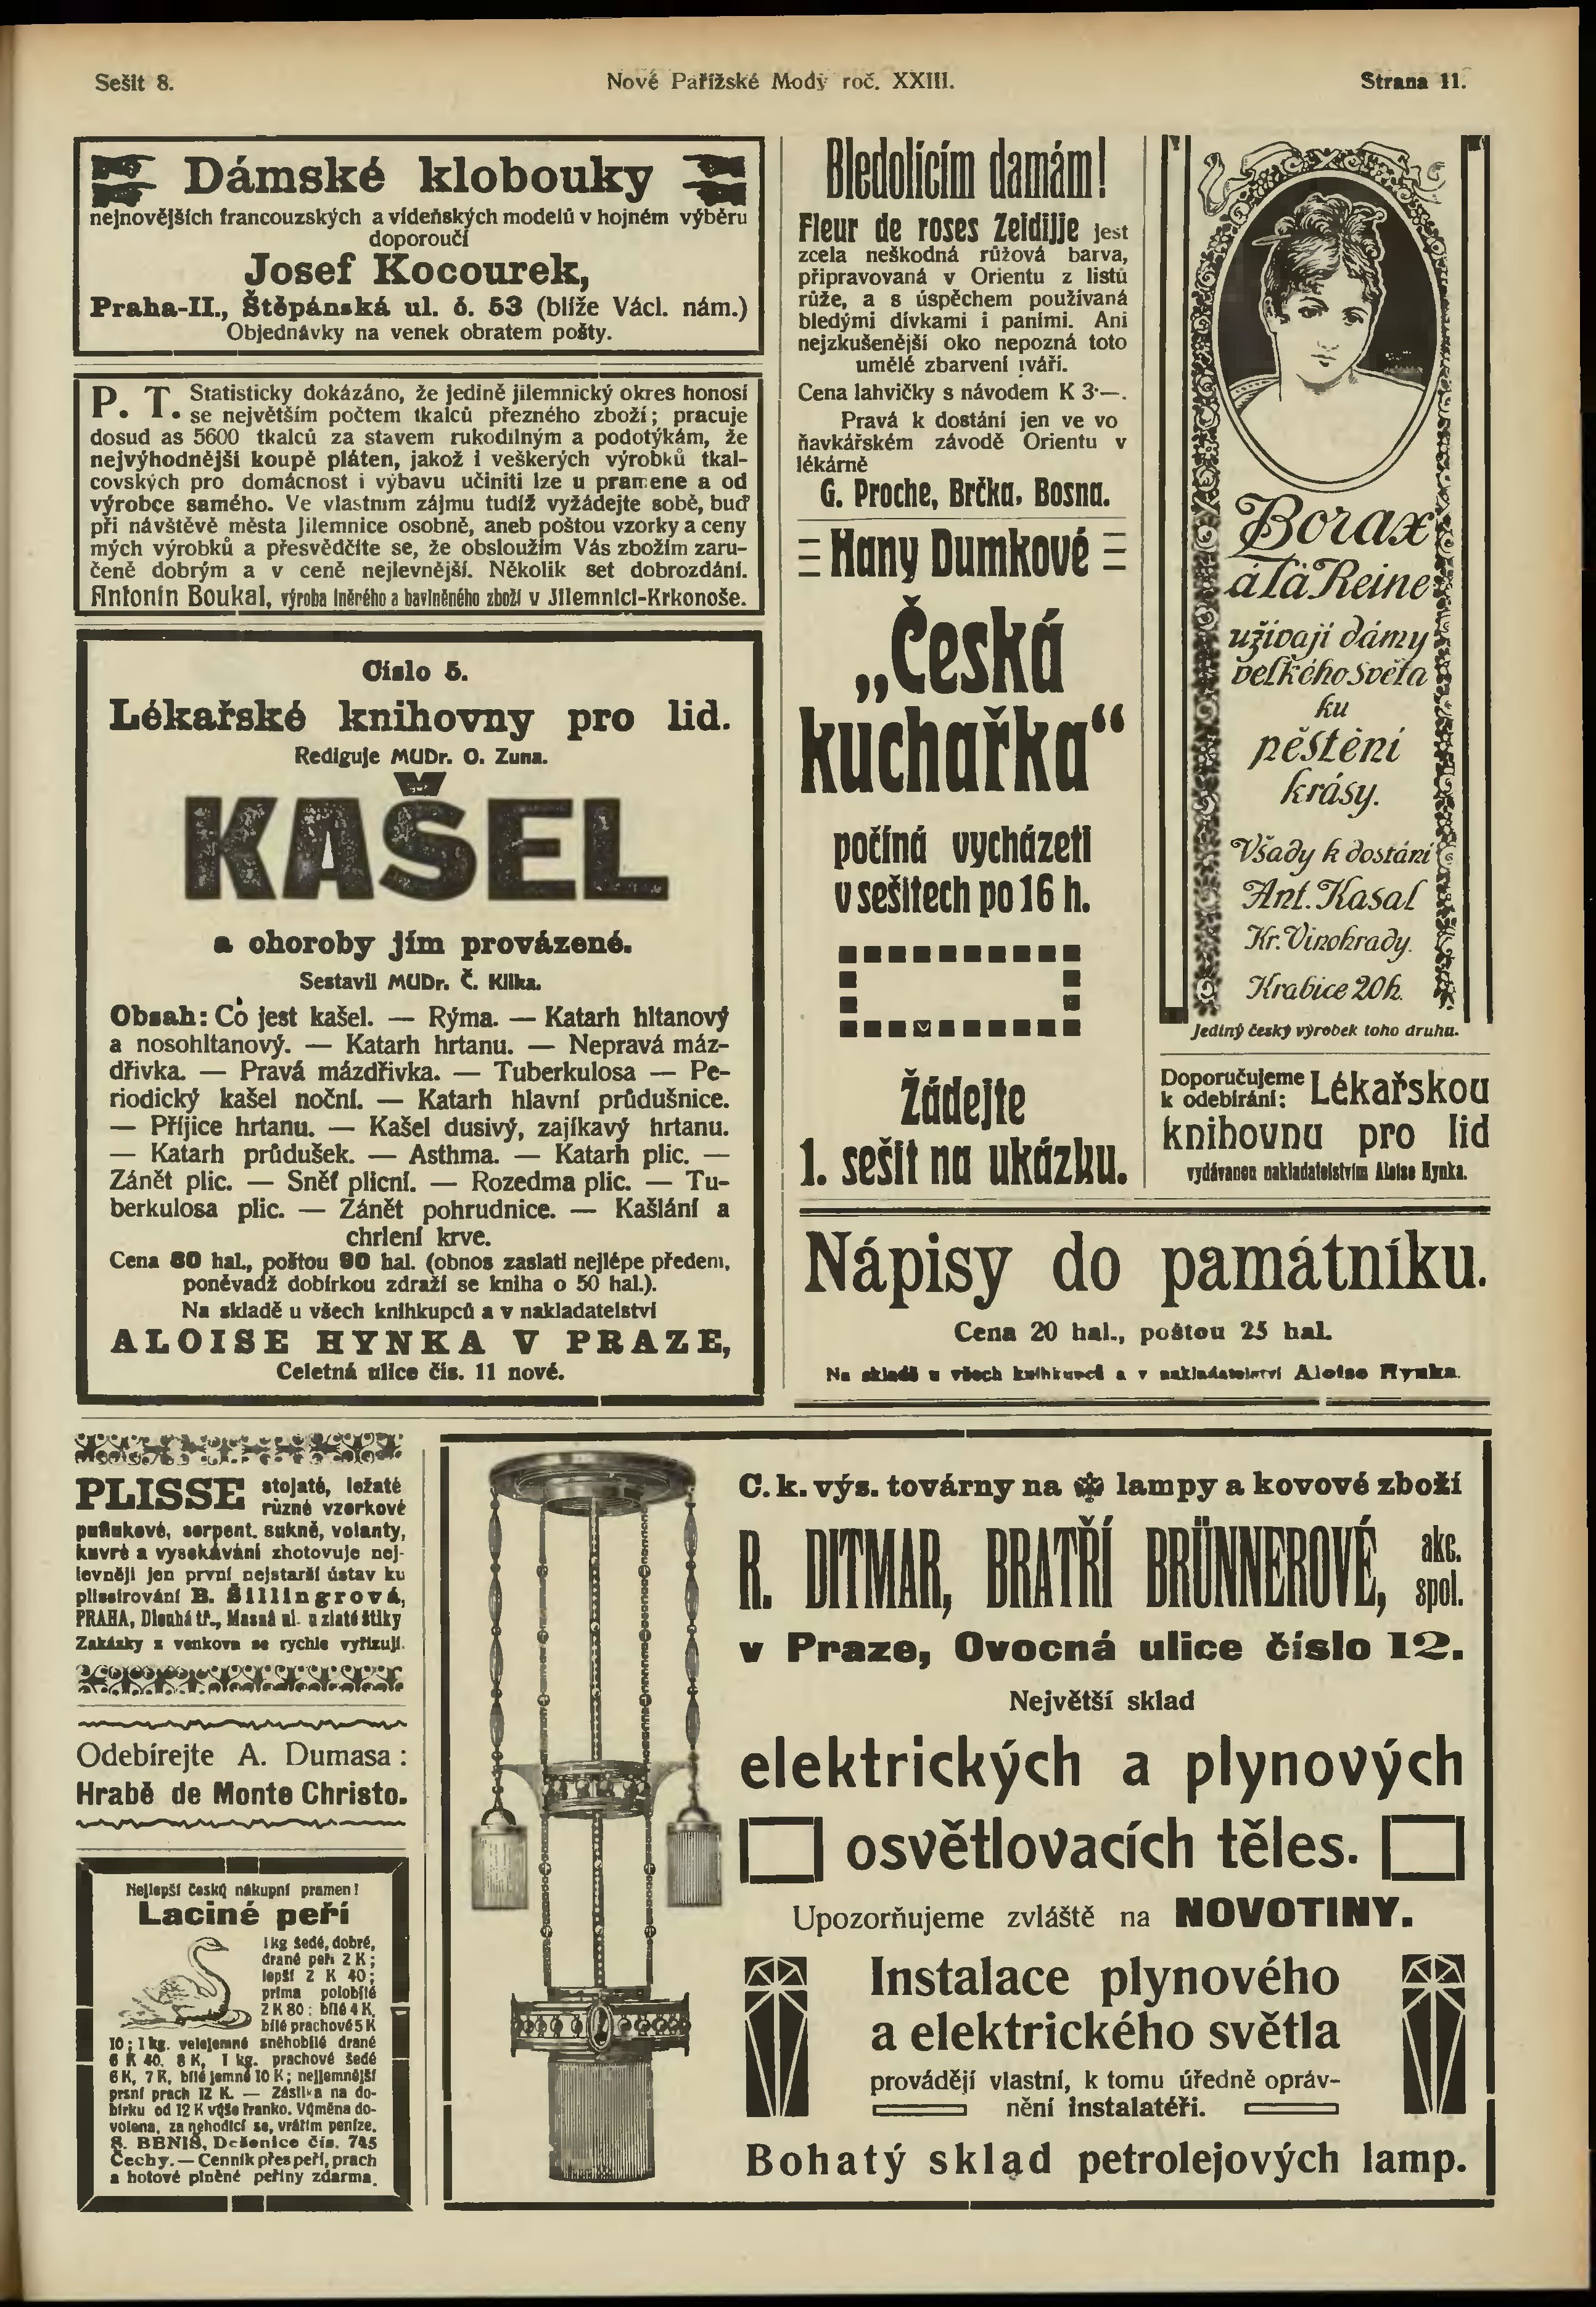 Sešit 8.
Nové Pařížské Mody roč. XXIII.
Strana 11.
Dámské klobouky
nejnovějších francouzských a vídeňských modelů v hojném výběru
doporoučí
Josef Kocourek,
Praha-II., Štěpánská ul. č. 53 (blíže Václ. nám.)
Objednávky na venek obratem pošty.
P. T. Statisticky dokázáno, že jedině jilemnický okres honosí
se největším počtem tkalců přezného zboží; pracuje
dosud as 5600 tkalců za stavem rukodilným a podotýkám, že
nejvýhodnější koupě pláten, jakož i veškerých výrobků tkal-
covských pro domácnost i výbavu učiniti lze u pramene a od
výrobce samého. Ve vlastním zájmu tudíž vyžádejte sobě, buď
při návštěvě města Jilemnice osobně, aneb poštou vzorky a ceny
mých výrobků a přesvědčíte se, že obsloužím Vás zbožím zaru-
čeně dobrým a v ceně nejlevnější. Několik set dobrozdání.
Antonín Boukal, výroba lněrého a bavlněného zboží v Jilemnici-Krkonoše.
Číslo 5.
Lékařské knihovny pro lid.
Rediguje MUDr. O. Zuna.
KAŠEL
a choroby jím provázené.
Sestavil MUDr. Č. Klika.
Obsah: Co jest kašel. — Rýma. — Katarh hltanový
a nosohltanový. — Katarh hrtanu. — Nepravá máz-
dřivka. — Pravá mázdřivka. — Tuberkulosa — Pe-
riodický kašel noční. — Katarh hlavní průdušnice.
— Příjice hrtanu. — Kašel dusivý, zajíkavý hrtanu.
— Katarh průdušek. — Asthma. — Katarh plic. —
Zánět plic. — Sněť plicní. — Rozedma plic. — Tu-
berkulosa plic. — Zánět pohrudnice. — Kašlání a
chrlení krve.
Cena 80 hal., poštou 90 hal. (obnos zaslati nejlépe předem,
poněvadž dobírkou zdraží se kniha o 50 hal.).
Na skladě u všech knihkupců a v nakladatelství
ALOISE HYNKA V PRAZE,
Celetná ulice čís. 11 nové.
Bledolícím damám!
Fleur de roses Zeidilje jest
zcela neškodná růžová barva,
připravovaná v Orientu z listů
růže, a s úspěchem používaná
bledými dívkami i paními. Ani
nejzkušenější oko nepozná toto
umělé zbarvení tváří.
Cena lahvičky s návodem K 3·—.
Pravá k dostání jen ve vo
ňavkářském závodě Orientu v
lékárně
G. Proche, Brčka, Bosna.
Hany Dumkové
„Česká
kuchařka“
počíná vycházeti
v sešitech po 16 h.
Žádejte
1. sešit na ukázku.
Borax
á la Reine
užívají dámy
velkého světa
ku
pěstění
krásy.
Všady k dostání
Ant. Kasal
Kr. Vinohrady.
Krabice 20 h.
Jediný český výrobek toho druhu.
Doporučujeme
k odebírání: Lékařskou
knihovnu pro lid
vydávanou nakladatelstvím Aloise Hynka.
Nápisy do památníku.
Cena 20 hal., poštou 25 hal.
Na skladě u všech knihkupců a v nakladatelství Aloise Hynka.
PLISSE stojaté, ležaté
různé vzorkové
puflukové, serpent. sukně, volanty,
kuvré a vysekávání zhotovuje nej-
levněji jen první nejstarší ústav ku
pliseirování B. Šillingrová,
PRAHA, Dlouhá tř., Masná ul. u zlaté štiky
Zakázky z venkova se rychle vyřizují.
Odebírejte A. Dumasa:
Hrabě de Monte Christo.
Nejlepší český nákupní pramen!
Laciné peří
1 kg šedé, dobré,
drané peří 2 K;
lepší 2 K 40;
prima polobílé
2 K 80; bílé 4 K,
bílé prachové 5 K
10; 1 kg. velejemné sněhobílé drané
6 K 40, 8 K, 1 kg. prachové šedé
6 K, 7 K, bílé jemné 10 K; nejjemnější
prsní prach 12 K. — Zásilka na do-
bírku od 12 K výše franko. Výměna do-
volena, za nehodící se, vrátím peníze.
S. BENIŠ, Dešenice čís. 745
Čechy. — Cenník přes peří, prach
a hotové plněné peřiny zdarma.
C. k. výs. továrny na lampy a kovové zboží
R. DITMAR, BRATŘÍ BRÜNNEROVÉ, akc.
spol.
v Praze, Ovocná ulice číslo 12.
Největší sklad
elektrických a plynových
osvětlovacích těles.
Upozorňujeme zvláště na NOVOTINY.
Instalace plynového
a elektrického světla
provádějí vlastní, k tomu úředně opráv-
nění instalatéři.
Bohatý sklad petrolejových lamp.